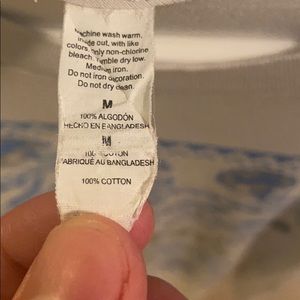 Machine wash warm,
inside out, with like
colors. Only non-chlorine
bleach. Tumble dry low.
Medium iron.
Do not iron decoration.
Do not dry clean.
M
100% ALGODÓN
HECHO EN BANGLADESH
M
100% COTON
FABRIQUÉ AU BANGLADESH
100% COTTON